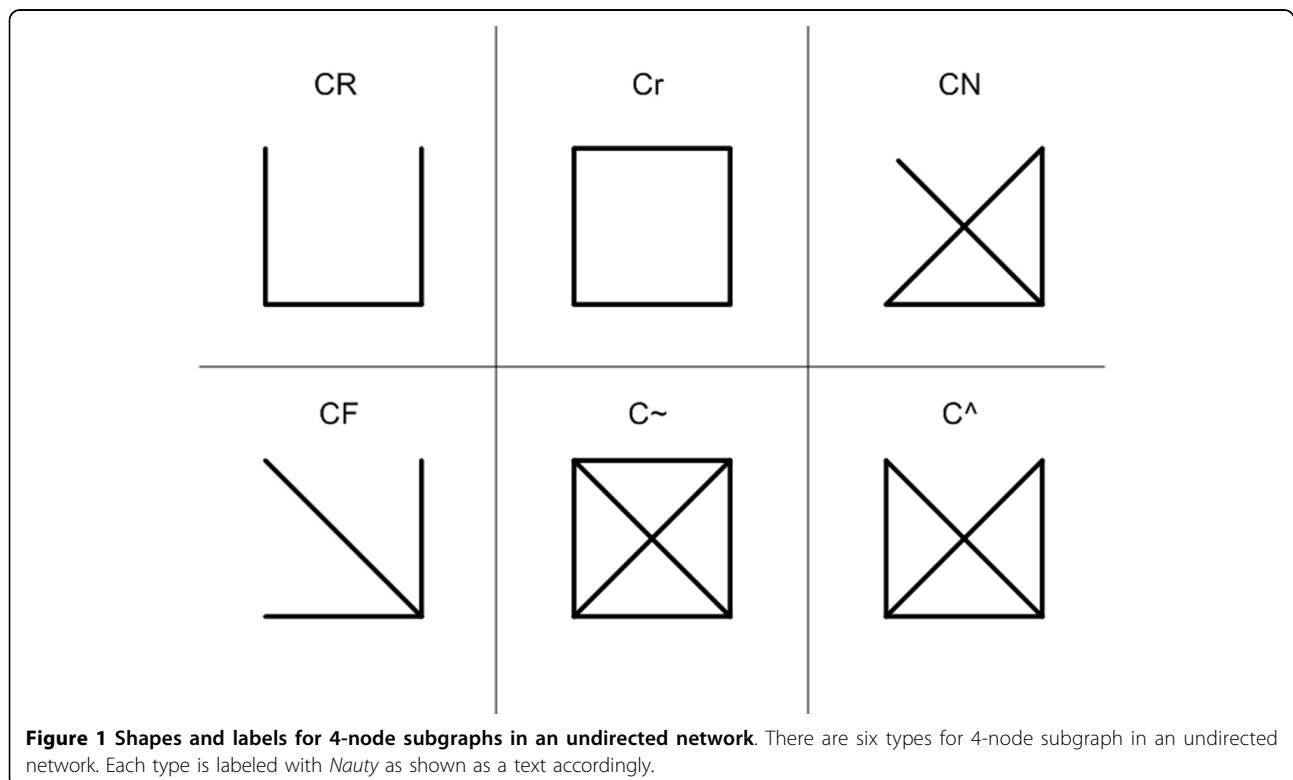 CR
Cr
CN
CF
C~
C^
Figure 1 Shapes and labels for 4-node subgraphs in an undirected network. There are six types for 4-node subgraph in an undirected
network. Each type is labeled with Nauty as shown as a text accordingly.